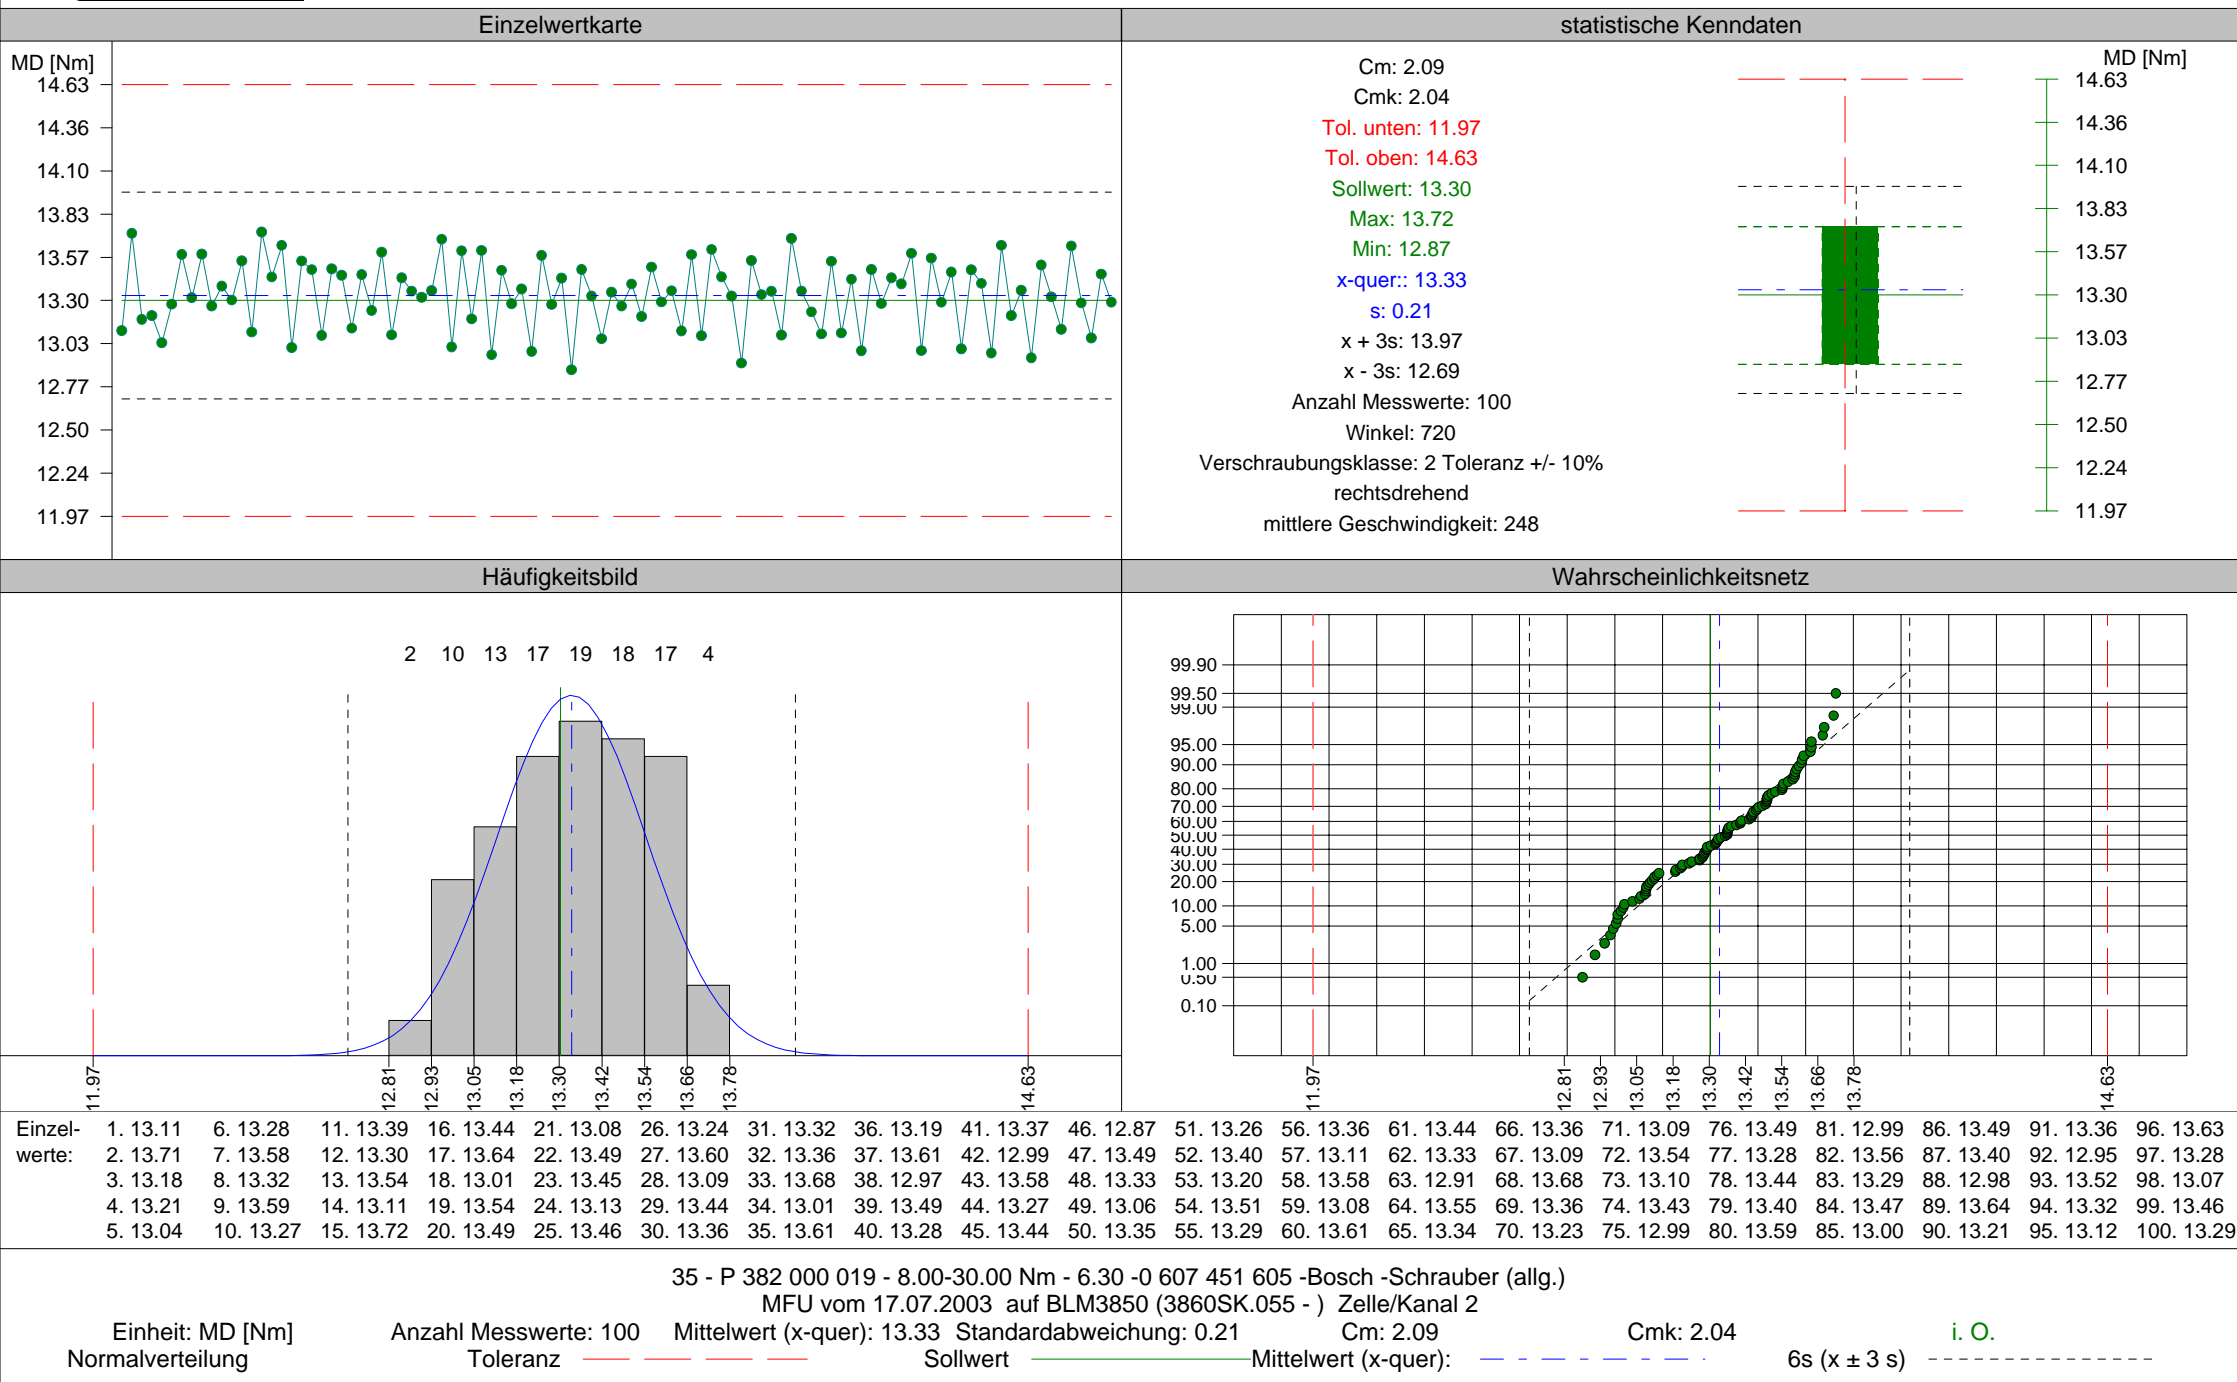 Einzelwertkarte
statistische Kenndaten
MD [Nm]
14.63
14.36
14.10
13.83
13.57
13.30
13.03
12.77
12.50
12.24
11.97
Cm: 2.09
Cmk: 2.04
Tol. unten: 11.97
Tol. oben: 14.63
Sollwert: 13.30
Max: 13.72
Min: 12.87
x-quer:: 13.33
s: 0.21
x + 3s: 13.97
x - 3s: 12.69
Anzahl Messwerte: 100
Winkel: 720
Verschraubungsklasse: 2 Toleranz +/- 10%
rechtsdrehend
mittlere Geschwindigkeit: 248
MD [Nm]
14.63
14.36
14.10
13.83
13.57
13.30
13.03
12.77
12.50
12.24
11.97
Häufigkeitsbild
Wahrscheinlichkeitsnetz
2 10 13 17 19 18 17 4
11.97 12.81 12.93 13.05 13.18 13.30 13.42 13.54 13.66 13.78 14.63
99.90
99.50
99.00
95.00
90.00
80.00
70.00
60.00
50.00
40.00
30.00
20.00
10.00
5.00
1.00
0.50
0.10
11.97 12.81 12.93 13.05 13.18 13.30 13.42 13.54 13.66 13.78 14.63
Einzel- 1. 13.11 6. 13.28 11. 13.39 16. 13.44 21. 13.08 26. 13.24 31. 13.32 36. 13.19 41. 13.37 46. 12.87 51. 13.26 56. 13.36 61. 13.44 66. 13.36 71. 13.09 76. 13.49 81. 12.99 86. 13.49 91. 13.36 96. 13.63
werte: 2. 13.71 7. 13.58 12. 13.30 17. 13.64 22. 13.49 27. 13.60 32. 13.36 37. 13.61 42. 12.99 47. 13.49 52. 13.40 57. 13.11 62. 13.33 67. 13.09 72. 13.54 77. 13.28 82. 13.56 87. 13.40 92. 12.95 97. 13.28
3. 13.18 8. 13.32 13. 13.54 18. 13.01 23. 13.45 28. 13.09 33. 13.68 38. 12.97 43. 13.58 48. 13.33 53. 13.20 58. 13.58 63. 12.91 68. 13.68 73. 13.10 78. 13.44 83. 13.29 88. 12.98 93. 13.52 98. 13.07
4. 13.21 9. 13.59 14. 13.11 19. 13.54 24. 13.13 29. 13.44 34. 13.01 39. 13.49 44. 13.27 49. 13.06 54. 13.51 59. 13.08 64. 13.55 69. 13.36 74. 13.43 79. 13.40 84. 13.47 89. 13.64 94. 13.32 99. 13.46
5. 13.04 10. 13.27 15. 13.72 20. 13.49 25. 13.46 30. 13.36 35. 13.61 40. 13.28 45. 13.44 50. 13.35 55. 13.29 60. 13.61 65. 13.34 70. 13.23 75. 12.99 80. 13.59 85. 13.00 90. 13.21 95. 13.12 100. 13.29
35 - P 382 000 019 - 8.00-30.00 Nm - 6.30 -0 607 451 605 -Bosch -Schrauber (allg.)
MFU vom 17.07.2003 auf BLM3850 (3860SK.055 - ) Zelle/Kanal 2
Einheit: MD [Nm] Anzahl Messwerte: 100 Mittelwert (x-quer): 13.33 Standardabweichung: 0.21 Cm: 2.09 Cmk: 2.04 i. O.
Normalverteilung Toleranz Sollwert Mittelwert (x-quer): 6s (x ± 3 s)